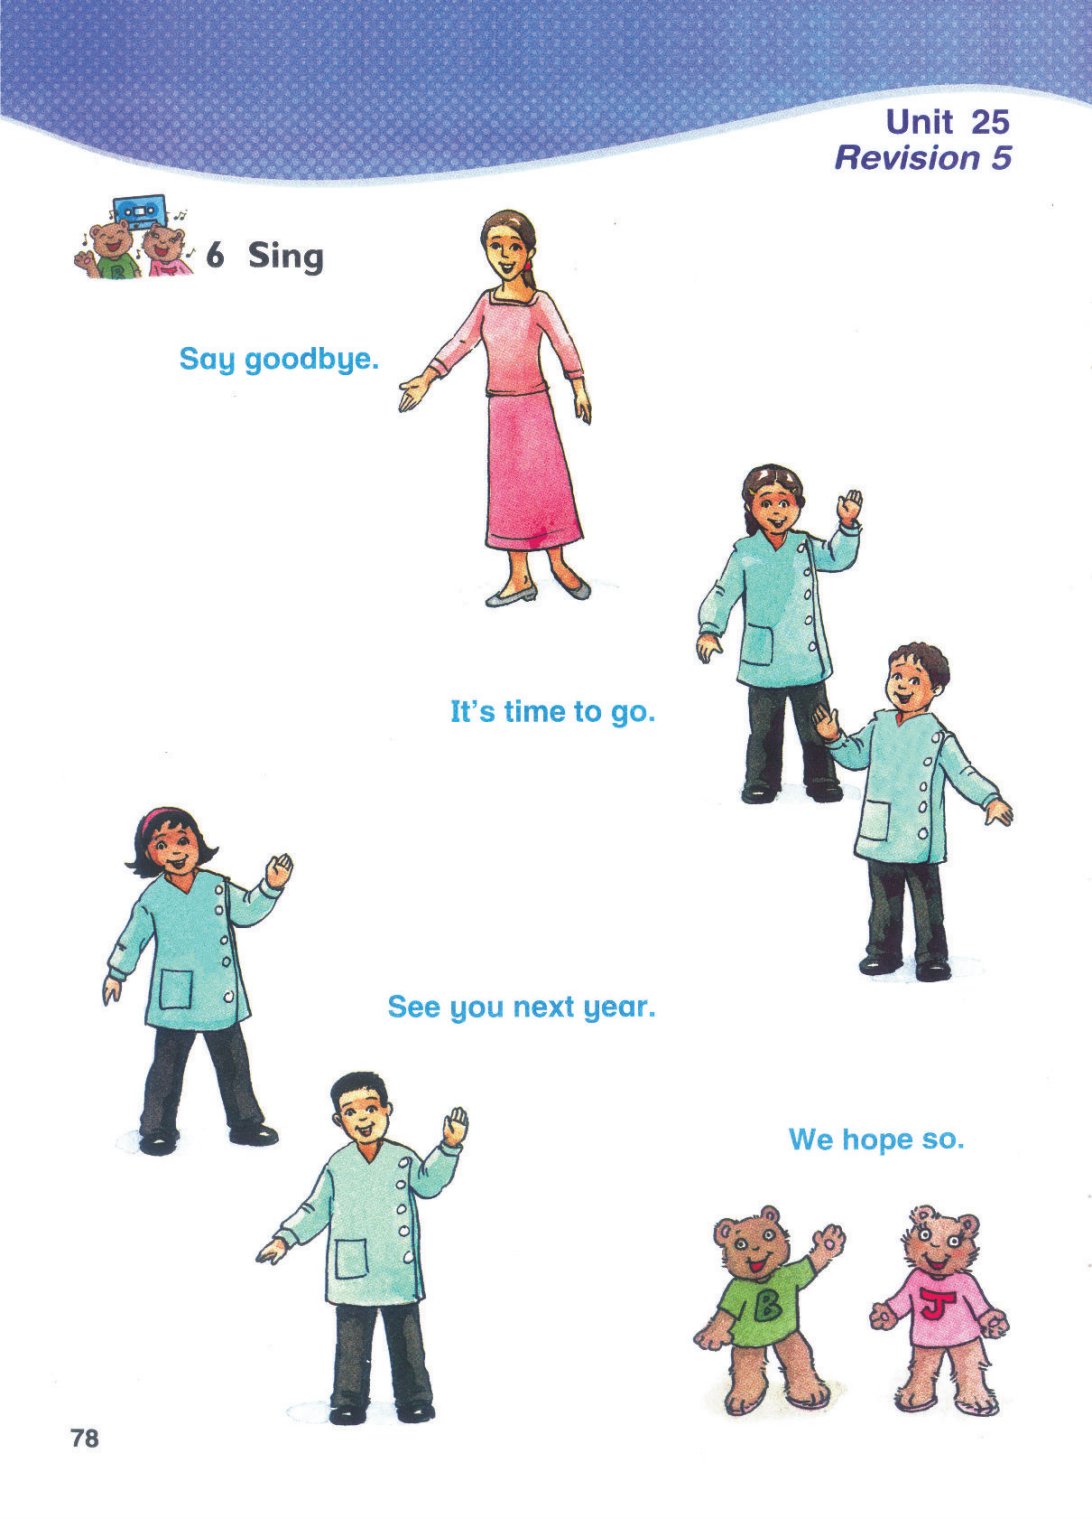 Unit 25
Revision 5
6 Sing
Say goodbye.
It's time to go.
See you next year.
We hope so.
B
J
78